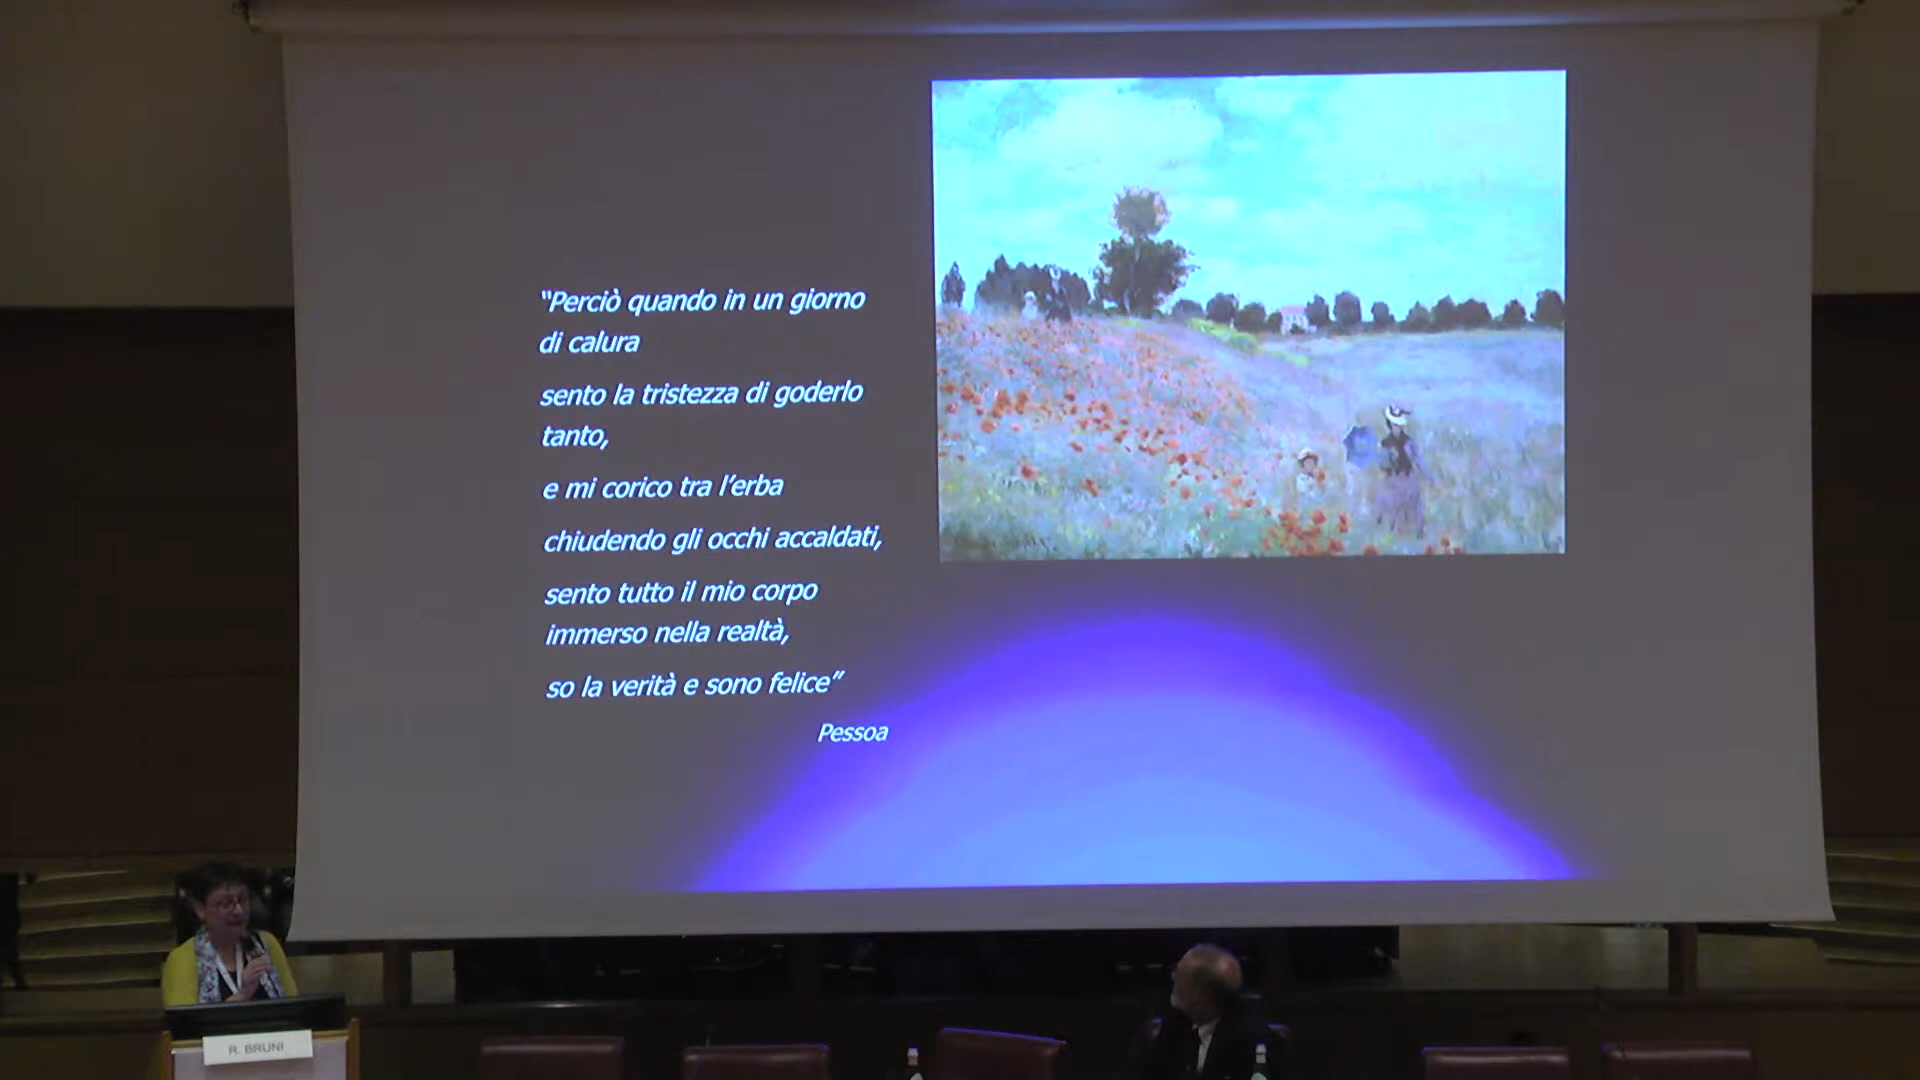 “Perciò quando in un giorno
di calura
sento la tristezza di goderlo
tanto,
e mi corico tra l’erba
chiudendo gli occhi accaldati,
sento tutto il mio corpo
immerso nella realtà,
so la verità e sono felice”
Pessoa
R. BRUNI